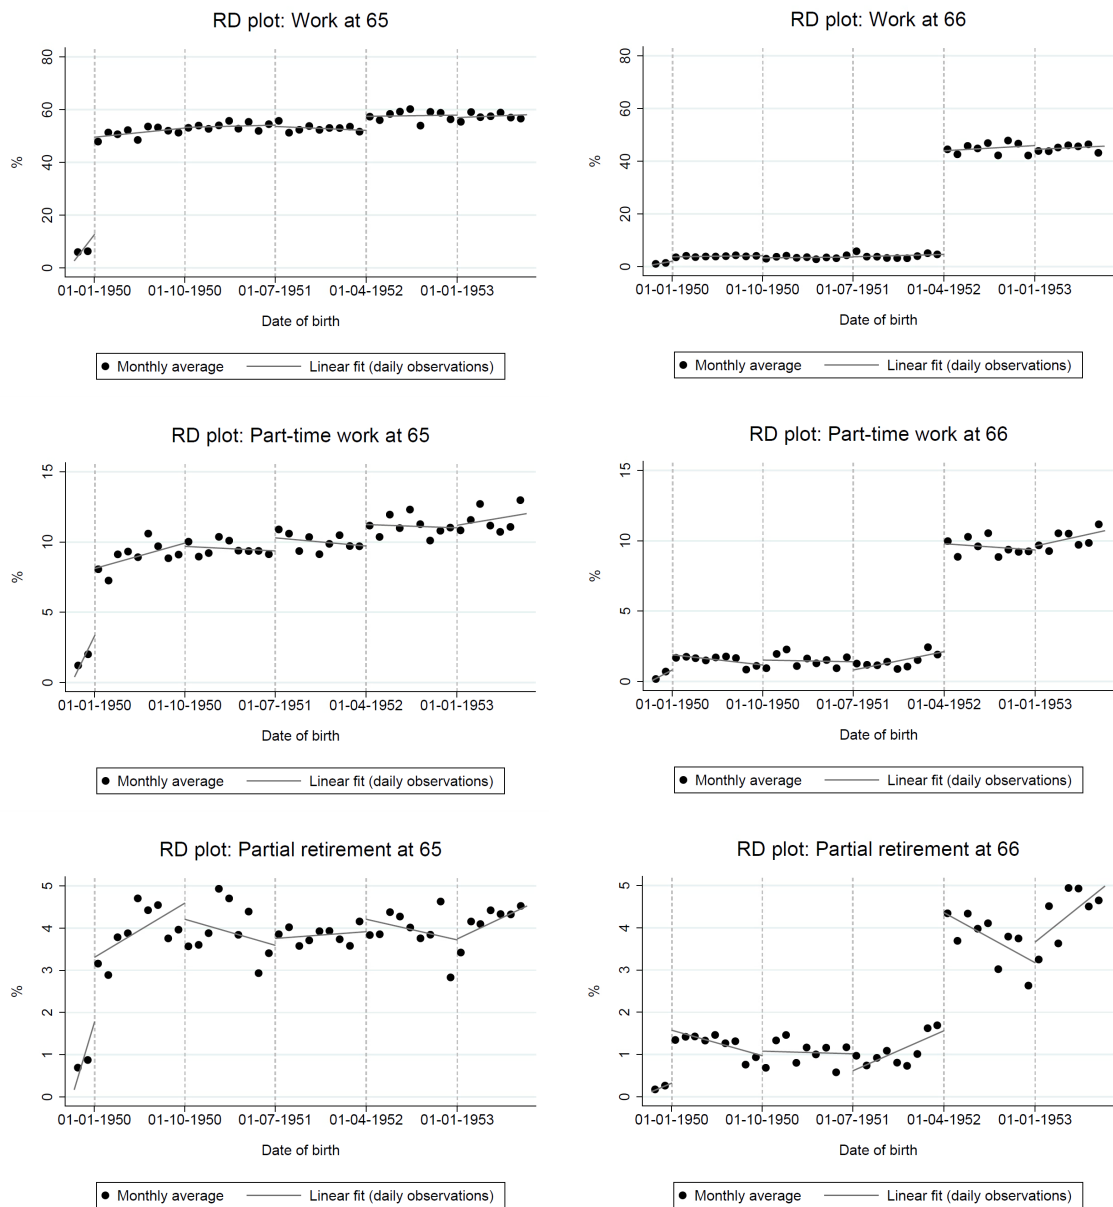 RD plot: Work at 65
%
80
60
40
20
0
01-01-1950 01-10-1950 01-07-1951 01-04-1952 01-01-1953
Date of birth
Monthly average Linear fit (daily observations)
RD plot: Work at 66
%
80
60
40
20
0
01-01-1950 01-10-1950 01-07-1951 01-04-1952 01-01-1953
Date of birth
Monthly average Linear fit (daily observations)
RD plot: Part-time work at 65
%
15
10
5
0
01-01-1950 01-10-1950 01-07-1951 01-04-1952 01-01-1953
Date of birth
Monthly average Linear fit (daily observations)
RD plot: Part-time work at 66
%
15
10
5
0
01-01-1950 01-10-1950 01-07-1951 01-04-1952 01-01-1953
Date of birth
Monthly average Linear fit (daily observations)
RD plot: Partial retirement at 65
%
5
4
3
2
1
0
01-01-1950 01-10-1950 01-07-1951 01-04-1952 01-01-1953
Date of birth
Monthly average Linear fit (daily observations)
RD plot: Partial retirement at 66
%
5
4
3
2
1
0
01-01-1950 01-10-1950 01-07-1951 01-04-1952 01-01-1953
Date of birth
Monthly average Linear fit (daily observations)